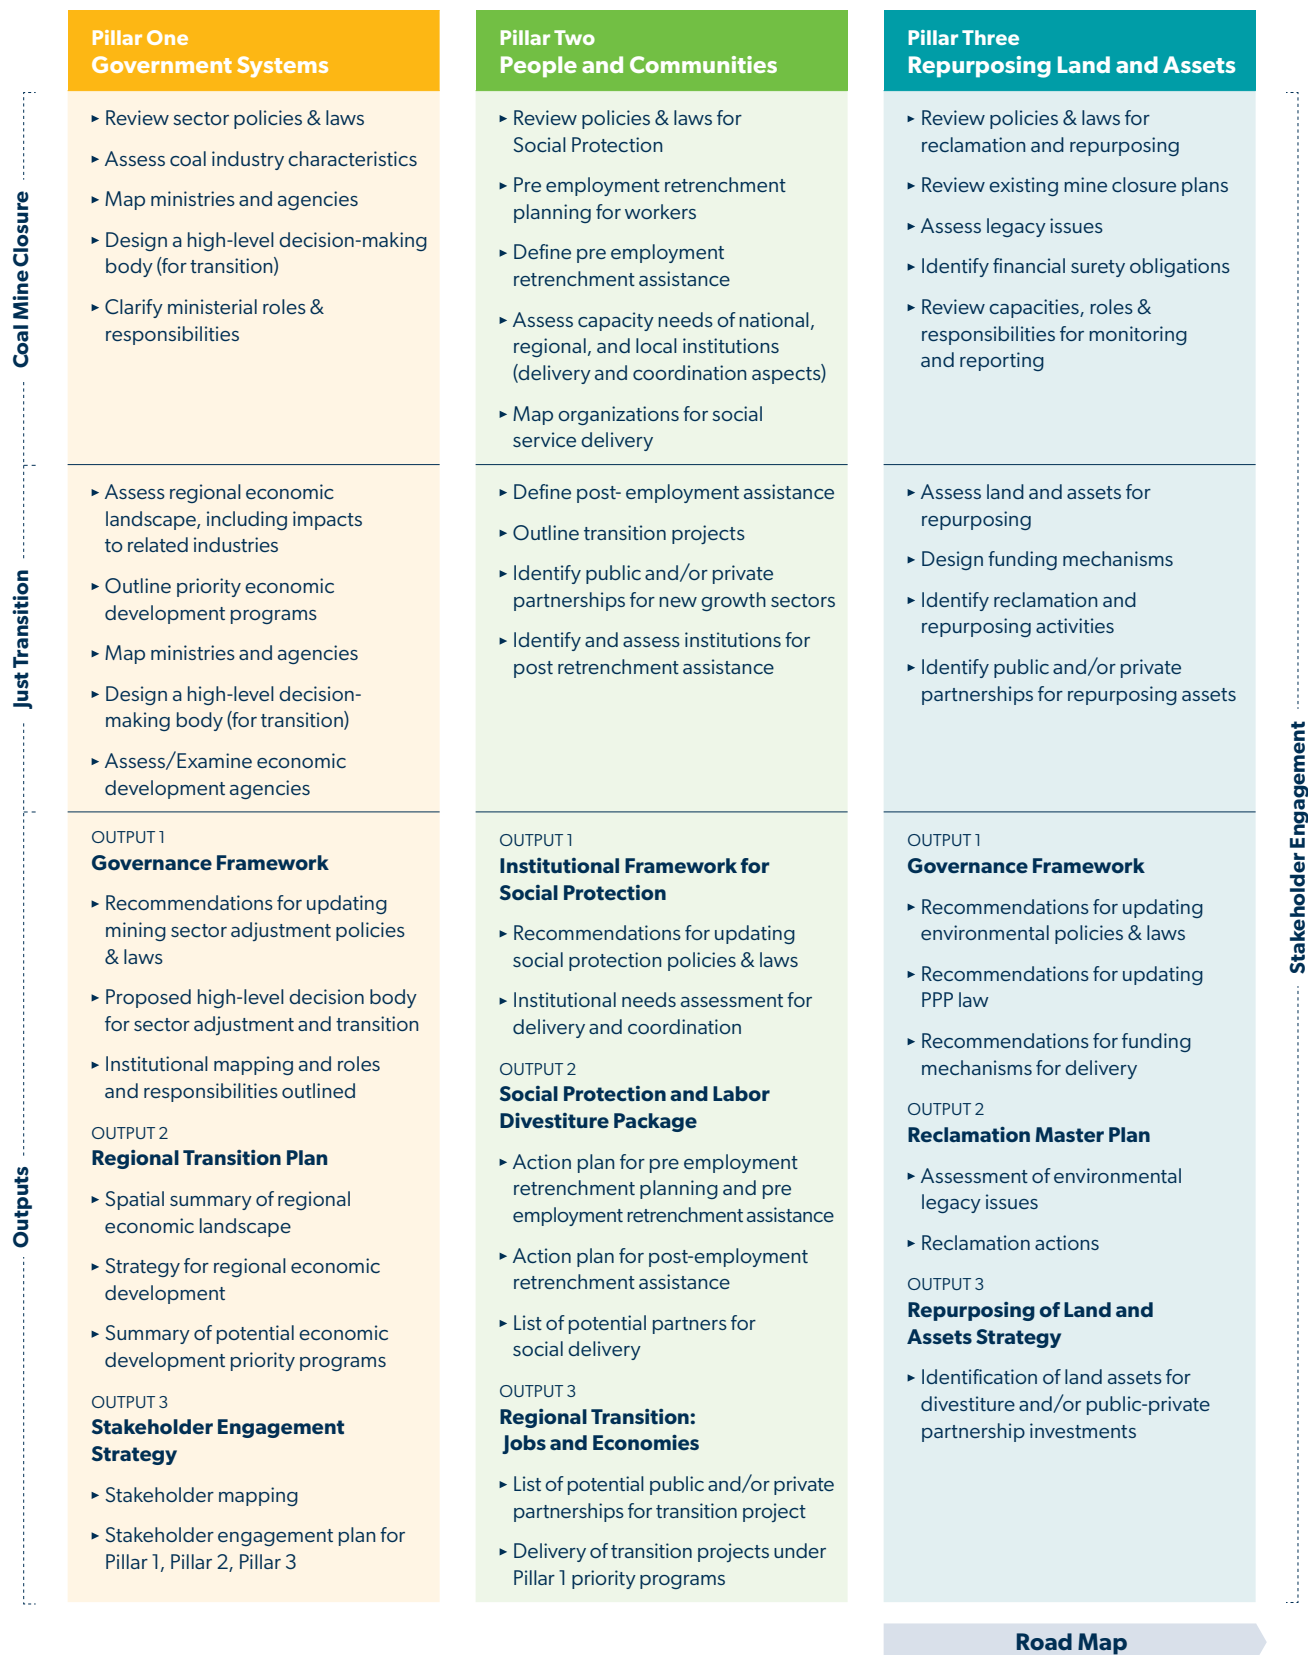 Pillar One
Government Systems
Coal Mine Closure
▸ Review sector policies & laws
▸ Assess coal industry characteristics
▸ Map ministries and agencies
▸ Design a high-level decision-making
body (for transition)
▸ Clarify ministerial roles &
responsibilities
Just Transition
▸ Assess regional economic
landscape, including impacts
to related industries
▸ Outline priority economic
development programs
▸ Map ministries and agencies
▸ Design a high-level decision-
making body (for transition)
▸ Assess/Examine economic
development agencies
Outputs
OUTPUT 1
Governance Framework
▸ Recommendations for updating
mining sector adjustment policies
& laws
▸ Proposed high-level decision body
for sector adjustment and transition
▸ Institutional mapping and roles
and responsibilities outlined
OUTPUT 2
Regional Transition Plan
▸ Spatial summary of regional
economic landscape
▸ Strategy for regional economic
development
▸ Summary of potential economic
development priority programs
OUTPUT 3
Stakeholder Engagement
Strategy
▸ Stakeholder mapping
▸ Stakeholder engagement plan for
Pillar 1, Pillar 2, Pillar 3
Pillar Two
People and Communities
▸ Review policies & laws for
Social Protection
▸ Pre employment retrenchment
planning for workers
▸ Define pre employment
retrenchment assistance
▸ Assess capacity needs of national,
regional, and local institutions
(delivery and coordination aspects)
▸ Map organizations for social
service delivery
▸ Define post- employment assistance
▸ Outline transition projects
▸ Identify public and/or private
partnerships for new growth sectors
▸ Identify and assess institutions for
post retrenchment assistance
OUTPUT 1
Institutional Framework for
Social Protection
▸ Recommendations for updating
social protection policies & laws
▸ Institutional needs assessment for
delivery and coordination
OUTPUT 2
Social Protection and Labor
Divestiture Package
▸ Action plan for pre employment
retrenchment planning and pre
employment retrenchment assistance
▸ Action plan for post-employment
retrenchment assistance
▸ List of potential partners for
social delivery
OUTPUT 3
Regional Transition:
Jobs and Economies
▸ List of potential public and/or private
partnerships for transition project
▸ Delivery of transition projects under
Pillar 1 priority programs
Pillar Three
Repurposing Land and Assets
▸ Review policies & laws for
reclamation and repurposing
▸ Review existing mine closure plans
▸ Assess legacy issues
▸ Identify financial surety obligations
▸ Review capacities, roles &
responsibilities for monitoring
and reporting
▸ Assess land and assets for
repurposing
▸ Design funding mechanisms
▸ Identify reclamation and
repurposing activities
▸ Identify public and/or private
partnerships for repurposing assets
OUTPUT 1
Governance Framework
▸ Recommendations for updating
environmental policies & laws
▸ Recommendations for updating
PPP law
▸ Recommendations for funding
mechanisms for delivery
OUTPUT 2
Reclamation Master Plan
▸ Assessment of environmental
legacy issues
▸ Reclamation actions
OUTPUT 3
Repurposing of Land and
Assets Strategy
▸ Identification of land assets for
divestiture and/or public-private
partnership investments
Stakeholder Engagement
Road Map